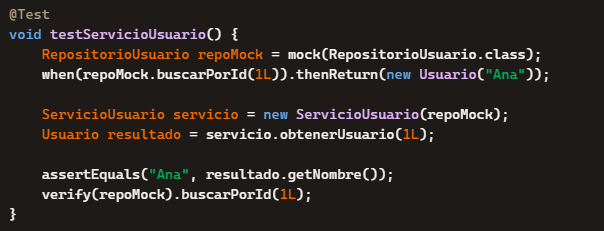 @Test
void testServicioUsuario() {
    RepositorioUsuario repoMock = mock(RepositorioUsuario.class);
    when(repoMock.buscarPorId(1L)).thenReturn(new Usuario("Ana"));

    ServicioUsuario servicio = new ServicioUsuario(repoMock);
    Usuario resultado = servicio.obtenerUsuario(1L);

    assertEquals("Ana", resultado.getNombre());
    verify(repoMock).buscarPorId(1L);
}